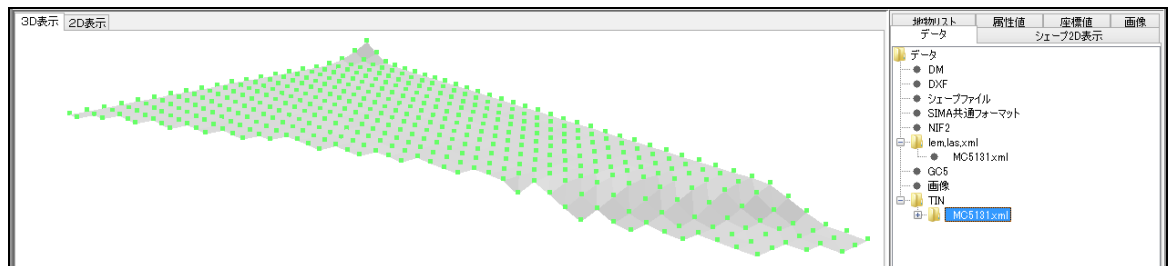 3D表示 2D表示
地物リスト 属性値 座標値 画像
データ シェープ2D表示
データ
DM
DXF
シェープファイル
SIMA共通フォーマット
NIF2
lem,las,xml
MC5131.xml
GC5
画像
TIN
MC5131.xml